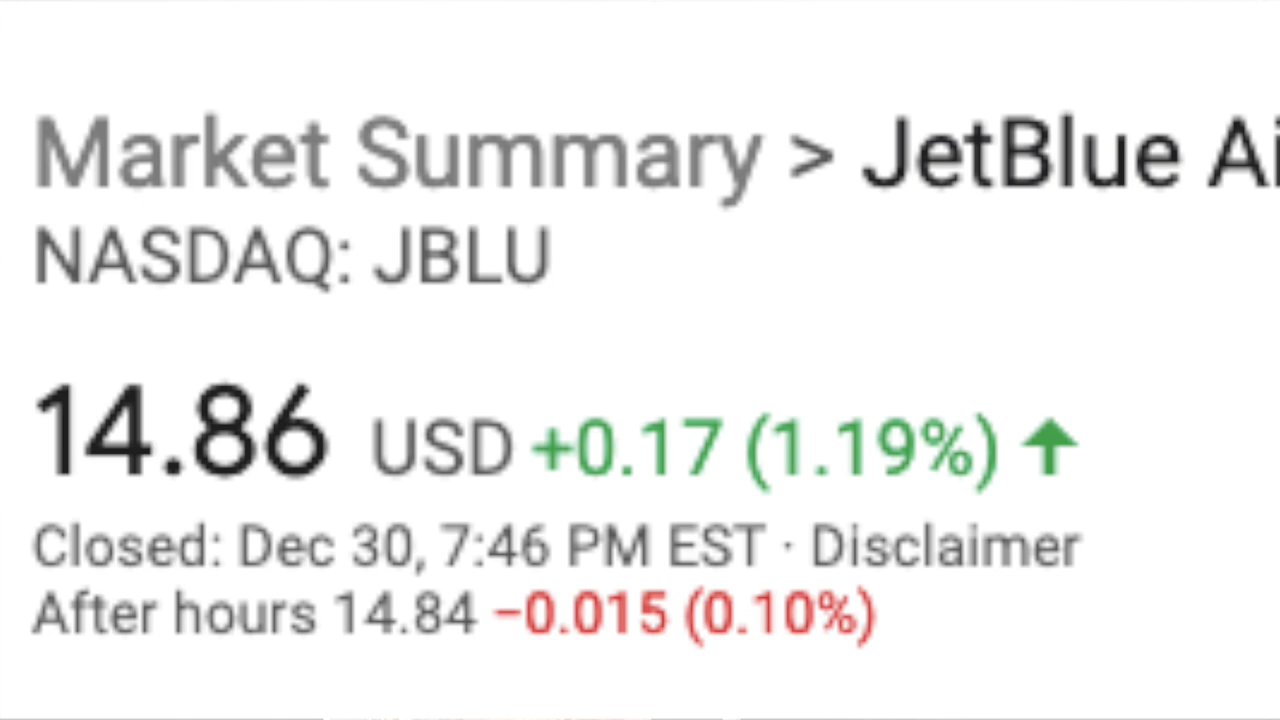 Market Summary > JetBlue Ai
NASDAQ: JBLU
14.86 USD +0.17 (1.19%) ↑
Closed: Dec 30, 7:46 PM EST · Disclaimer
After hours 14.84 −0.015 (0.10%)